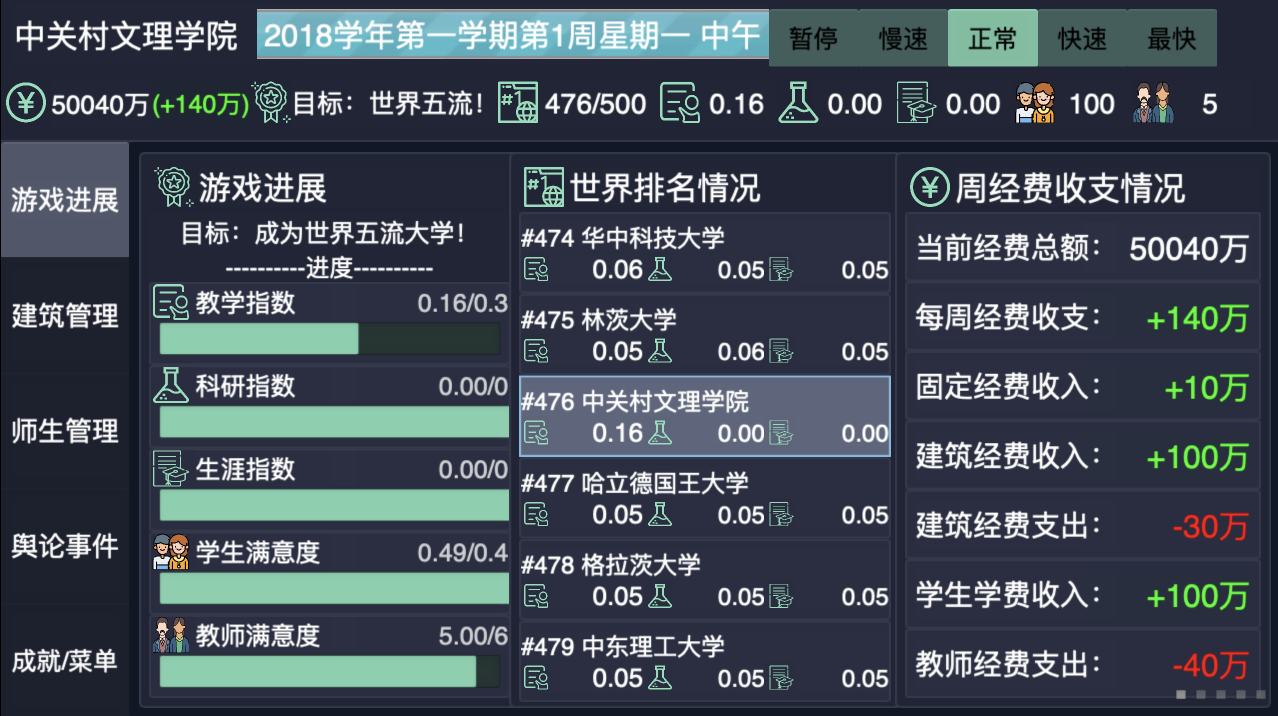 中关村文理学院 2018学年第一学期第1周星期一 中午 暂停 慢速 正常 快速 最快
50040万(+140万) 目标：世界五流! #1 476/500 0.16 0.00 0.00 100 5
游戏进展
建筑管理
师生管理
舆论事件
成就/菜单
游戏进展
目标：成为世界五流大学!
----------进度----------
教学指数 0.16/0.3
科研指数 0.00/0
生涯指数 0.00/0
学生满意度 0.49/0.4
教师满意度 5.00/6
#1 世界排名情况
#474 华中科技大学
0.06 0.05 0.05
#475 林茨大学
0.05 0.06 0.05
#476 中关村文理学院
0.16 0.00 0.00
#477 哈立德国王大学
0.05 0.05 0.05
#478 格拉茨大学
0.05 0.05 0.05
#479 中东理工大学
0.05 0.05 0.05
¥ 周经费收支情况
当前经费总额： 50040万
每周经费收支： +140万
固定经费收入： +10万
建筑经费收入： +100万
建筑经费支出： -30万
学生学费收入： +100万
教师经费支出： -40万